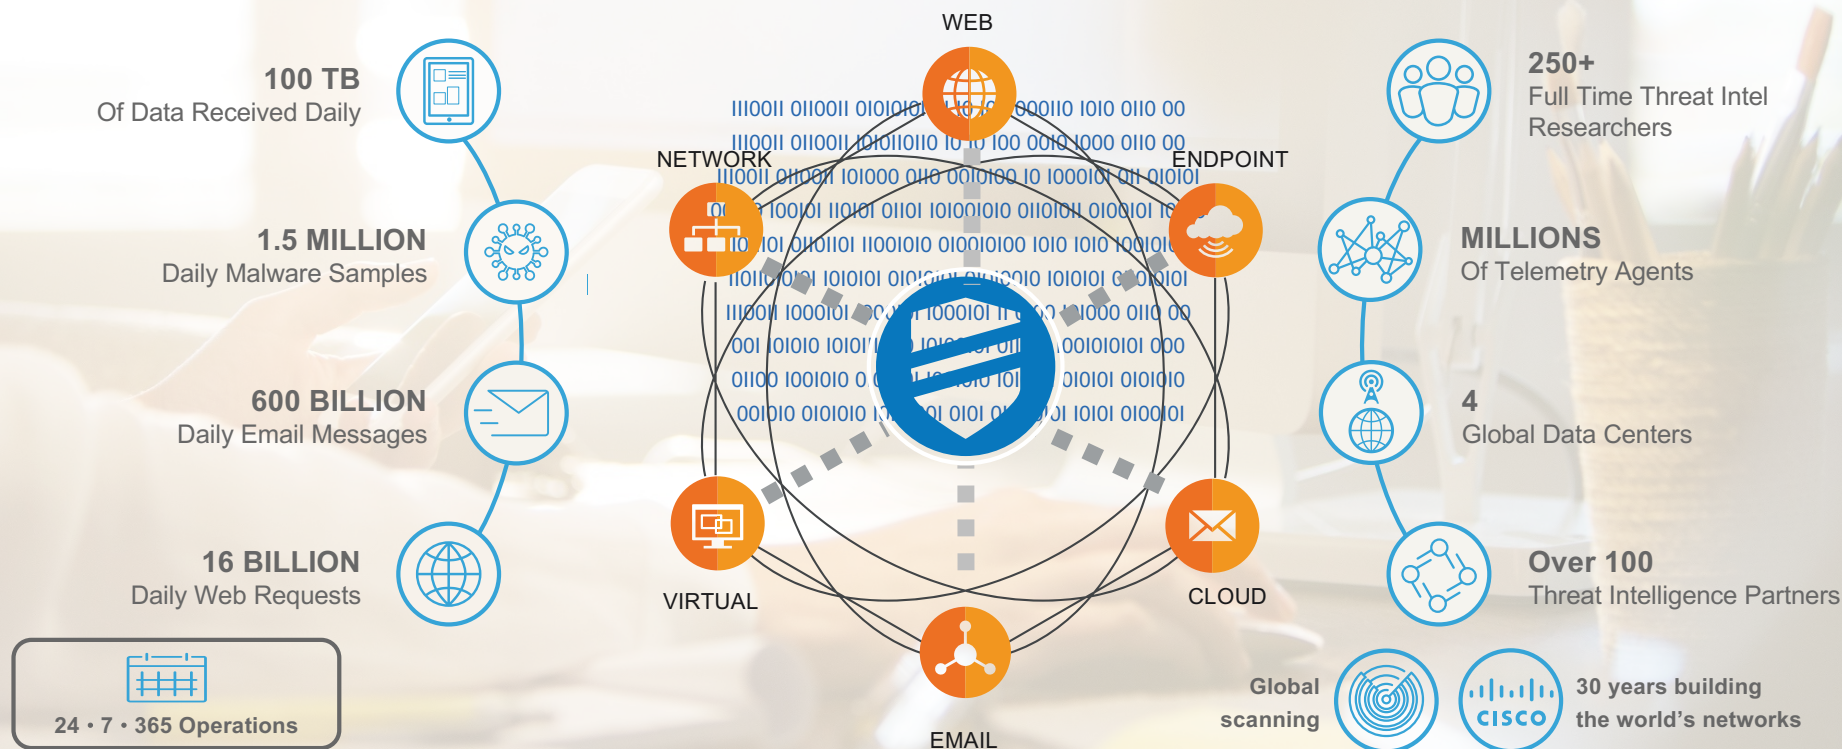 WEB
100 TB
Of Data Received Daily
1.5 MILLION
Daily Malware Samples
600 BILLION
Daily Email Messages
16 BILLION
Daily Web Requests
24 • 7 • 365 Operations
NETWORK
ENDPOINT
VIRTUAL
CLOUD
EMAIL
250+
Full Time Threat Intel
Researchers
MILLIONS
Of Telemetry Agents
4
Global Data Centers
Over 100
Threat Intelligence Partners
Global
scanning
CISCO
30 years building
the world's networks